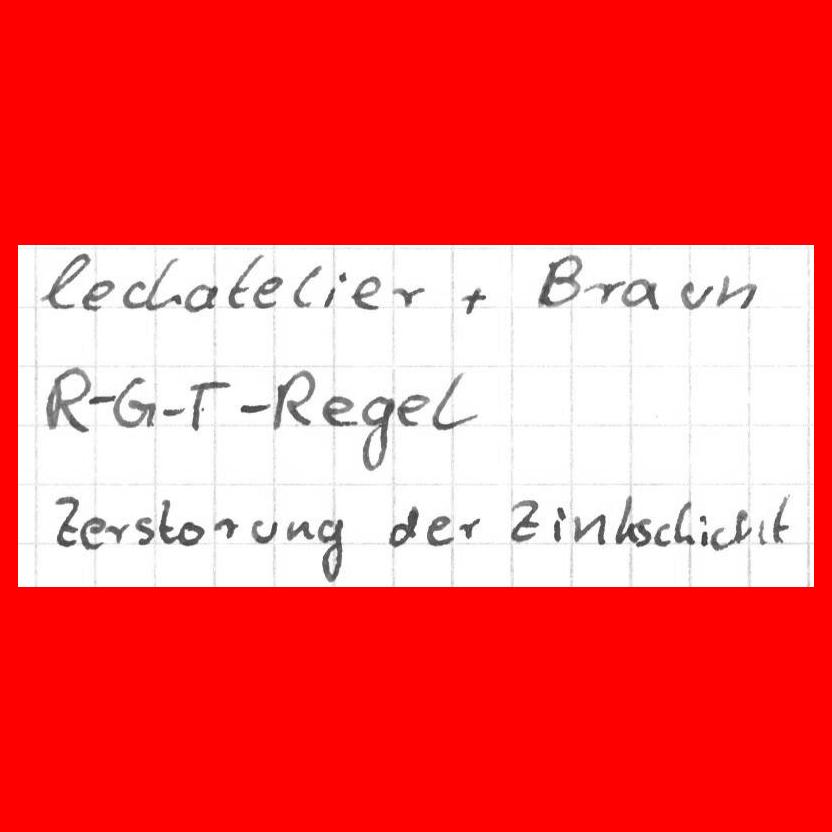 lechatelier + Braun
R-G-T-Regel
Zerstorung der Zinkschicht